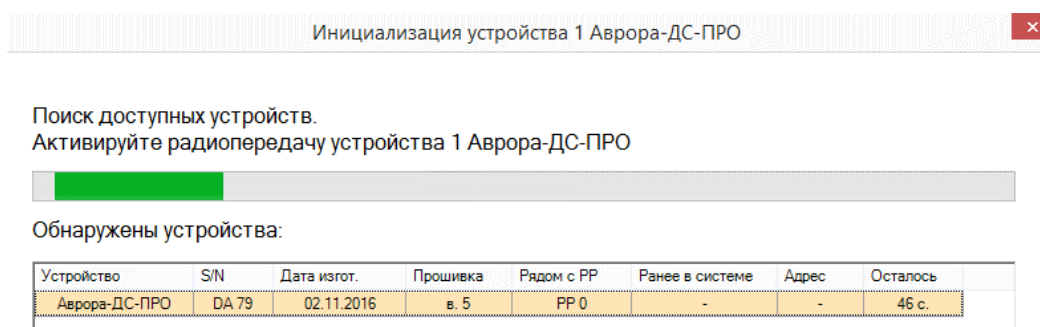 Инициализация устройства 1 Аврора-ДС-ПРО
Поиск доступных устройств.
Активируйте радиопередачу устройства 1 Аврора-ДС-ПРО
Обнаружены устройства:
Устройство S/N Дата изгот. Прошивка Рядом с РР Ранее в системе Адрес Осталось
Аврора-ДС-ПРО DA 79 02.11.2016 в. 5 РР 0 - - 46 с.